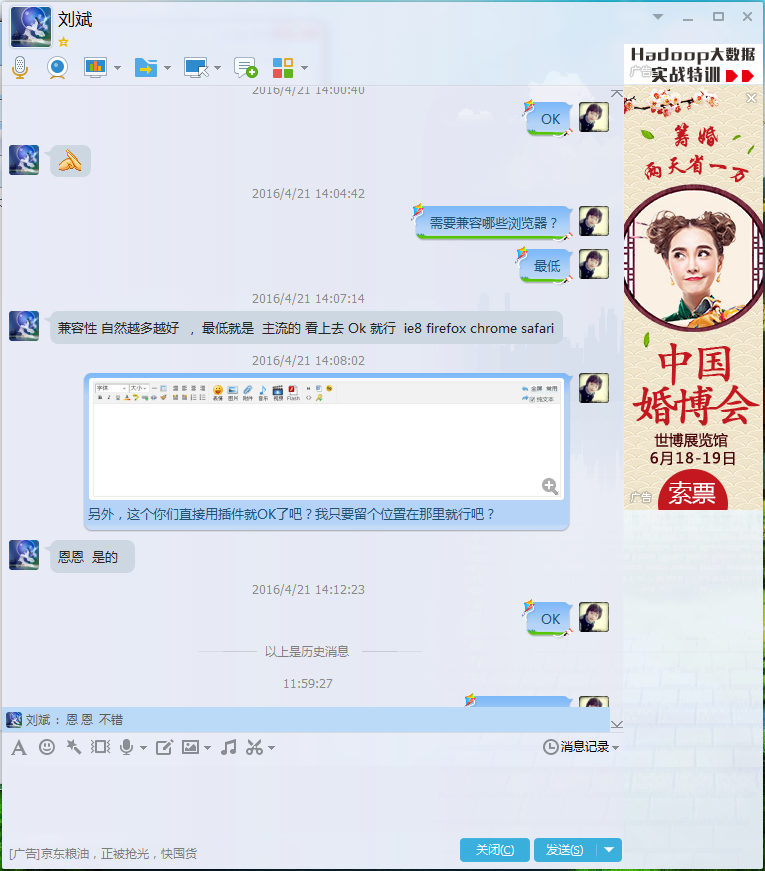 刘斌
2016/4/21 14:00:40
OK
2016/4/21 14:04:42
需要兼容哪些浏览器？
最低
2016/4/21 14:07:14
兼容性 自然越多越好 ，最低就是 主流的 看上去 Ok 就行 ie8 firefox chrome safari
2016/4/21 14:08:02
字体 大小
B I U A
表情 图片 附件 音乐 视频 Flash
全屏 常用
纯文本
另外，这个你们直接用插件就OK了吧？我只要留个位置在那里就行吧？
恩恩 是的
2016/4/21 14:12:23
OK
以上是历史消息
11:59:27
刘斌： 恩 恩 不错
消息记录
[广告]京东粮油，正被抢光，快囤货
关闭(C)
发送(S)
Hadoop大数据
广告
实战特训
筹婚
两天省一万
中国
婚博会
世博展览馆
6月18-19日
广告
索票